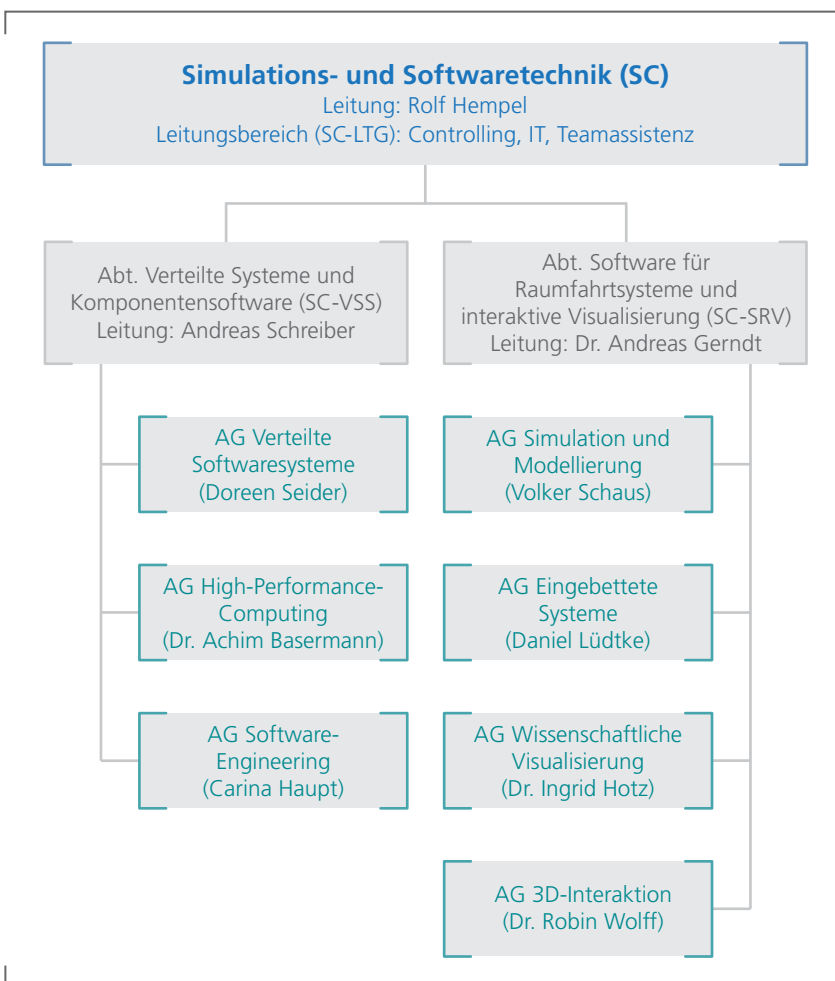 Simulations- und Softwaretechnik (SC)
Leitung: Rolf Hempel
Leitungsbereich (SC-LTG): Controlling, IT, Teamassistenz
Abt. Verteilte Systeme und
Komponentensoftware (SC-VSS)
Leitung: Andreas Schreiber
Abt. Software für
Raumfahrtsysteme und
interaktive Visualisierung (SC-SRV)
Leitung: Dr. Andreas Gerndt
AG Verteilte
Softwaresysteme
(Doreen Seider)
AG Simulation und
Modellierung
(Volker Schaus)
AG High-Performance-
Computing
(Dr. Achim Basermann)
AG Eingebettete
Systeme
(Daniel Lüdtke)
AG Software-
Engineering
(Carina Haupt)
AG Wissenschaftliche
Visualisierung
(Dr. Ingrid Hotz)
AG 3D-Interaktion
(Dr. Robin Wolff)